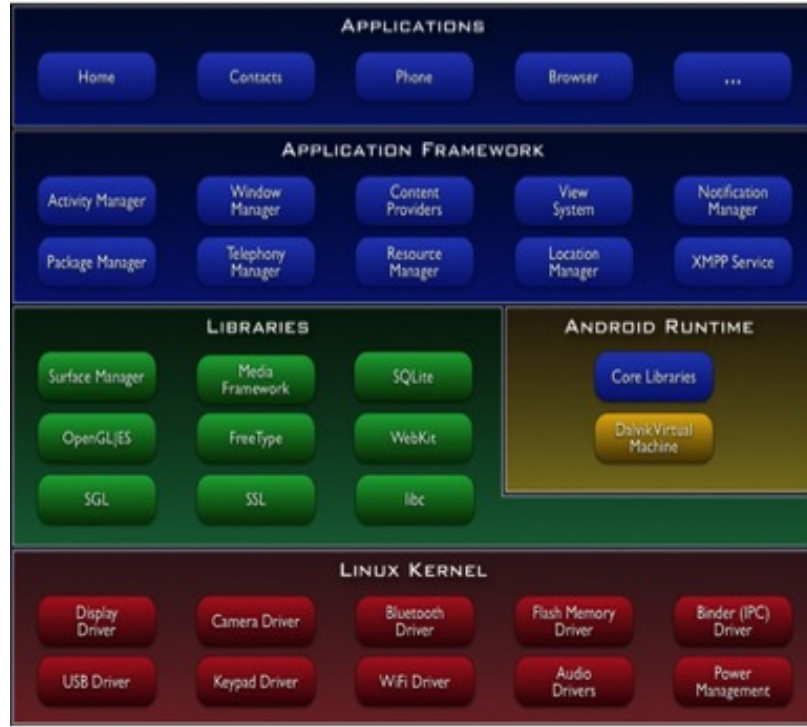 APPLICATIONS
Home
Contacts
Phone
Browser
...
APPLICATION FRAMEWORK
Activity Manager
Window
Manager
Content
Providers
View
System
Notification
Manager
Package Manager
Telephony
Manager
Resource
Manager
Location
Manager
XMPP Service
LIBRARIES
Surface Manager
Media
Framework
SQLite
OpenGL|ES
FreeType
WebKit
SGL
SSL
libc
ANDROID RUNTIME
Core Libraries
Dalvik Virtual
Machine
LINUX KERNEL
Display
Driver
Camera Driver
Bluetooth
Driver
Flash Memory
Driver
Binder (IPC)
Driver
USB Driver
Keypad Driver
WiFi Driver
Audio
Drivers
Power
Management